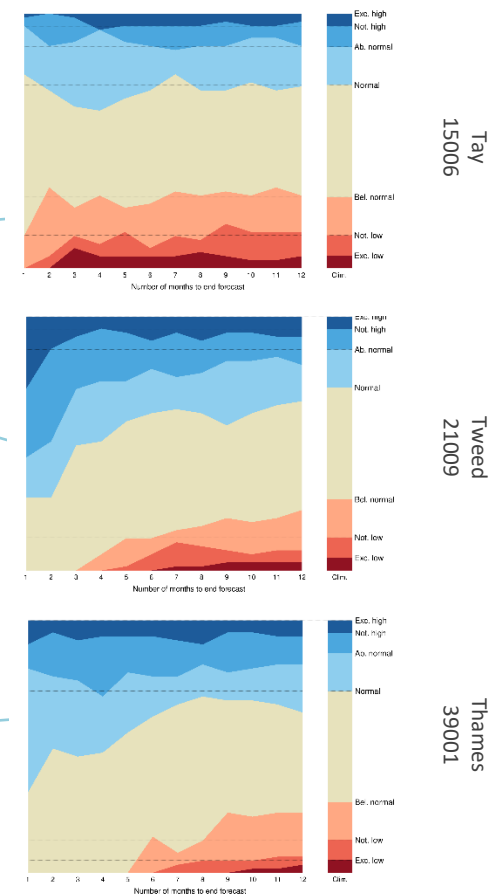 Exc. high
Not. high
Ab. normal
Normal
Bel. normal
Not. low
Exc. low
1 2 3 4 5 6 7 8 9 10 11 12 Clim.
Number of months to end forecast
Tay
15006
Exc. high
Not. high
Ab. normal
Normal
Bel. normal
Not. low
Exc. low
1 2 3 4 5 6 7 8 9 10 11 12 Clim.
Number of months to end forecast
Tweed
21009
Exc. high
Not. high
Ab. normal
Normal
Bel. normal
Not. low
Exc. low
1 2 3 4 5 6 7 8 9 10 11 12 Clim.
Number of months to end forecast
Thames
39001